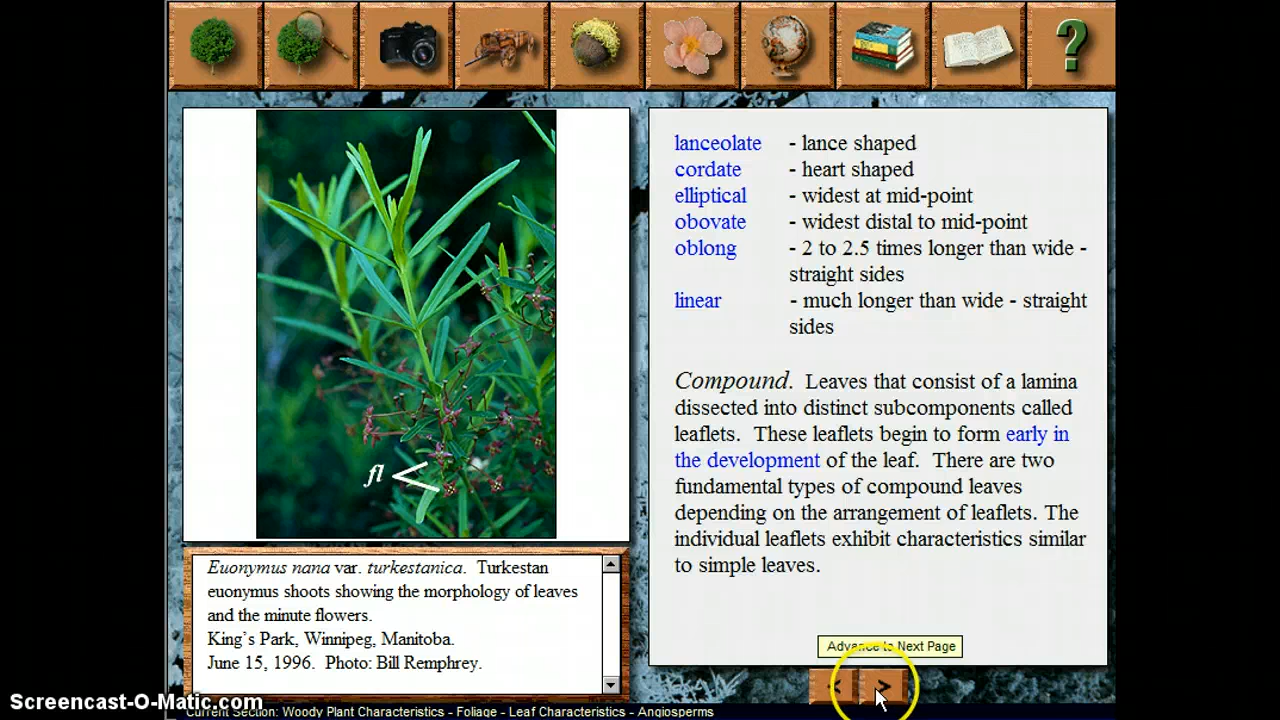 ?
lanceolate - lance shaped
cordate - heart shaped
elliptical - widest at mid-point
obovate - widest distal to mid-point
oblong - 2 to 2.5 times longer than wide -
straight sides
linear - much longer than wide - straight
sides
Compound. Leaves that consist of a lamina
dissected into distinct subcomponents called
leaflets. These leaflets begin to form early in
the development of the leaf. There are two
fundamental types of compound leaves
depending on the arrangement of leaflets. The
individual leaflets exhibit characteristics similar
to simple leaves.
fl
Euonymus nana var. turkestanica. Turkestan
euonymus shoots showing the morphology of leaves
and the minute flowers.
King's Park, Winnipeg, Manitoba.
June 15, 1996. Photo: Bill Remphrey.
Advance to Next Page
< >
Screencast-O-Matic.com
Current Section: Woody Plant Characteristics - Foliage - Leaf Characteristics - Angiosperms